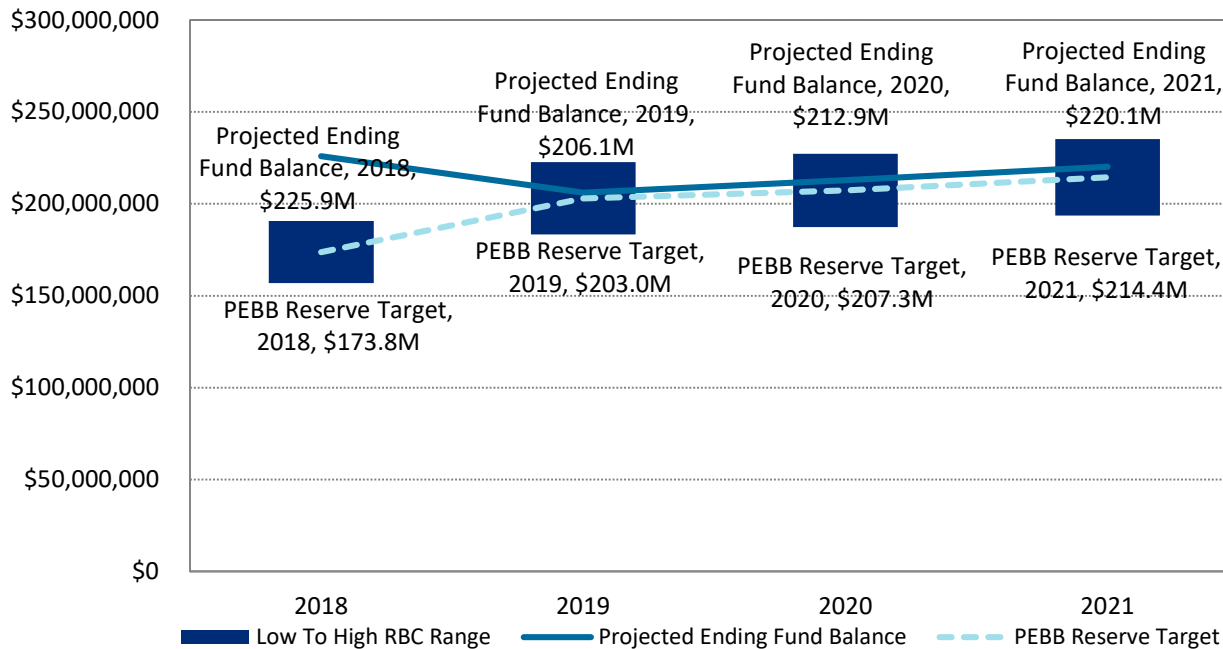 $300,000,000
$250,000,000
$200,000,000
$150,000,000
$100,000,000
$50,000,000
$0
Projected Ending
Fund Balance, 2018,
$225.9M
Projected Ending
Fund Balance, 2019,
$206.1M
Projected Ending
Fund Balance, 2020,
$212.9M
Projected Ending
Fund Balance, 2021,
$220.1M
PEBB Reserve Target,
2018, $173.8M
PEBB Reserve Target,
2019, $203.0M
PEBB Reserve Target,
2020, $207.3M
PEBB Reserve Target,
2021, $214.4M
2018 2019 2020 2021
Low To High RBC Range Projected Ending Fund Balance PEBB Reserve Target